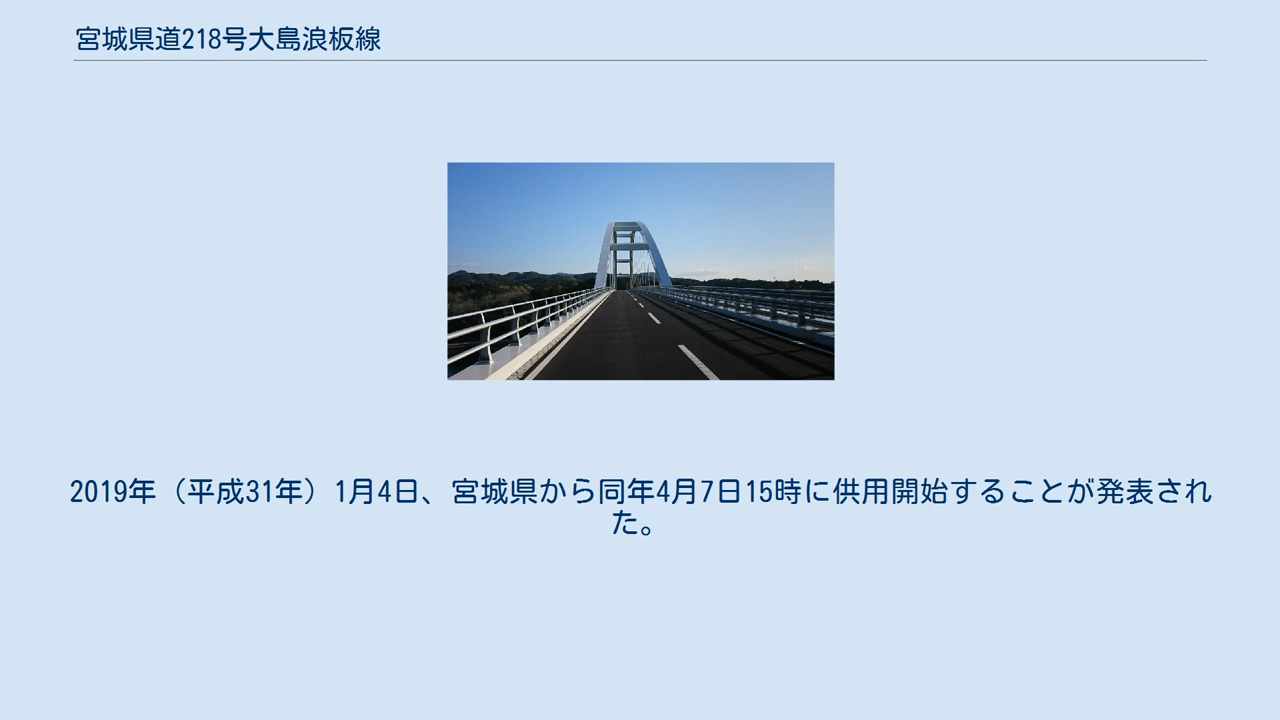 宮城県道218号大島浪板線
2019年（平成31年）1月4日、宮城県から同年4月7日15時に供用開始することが発表され
た。